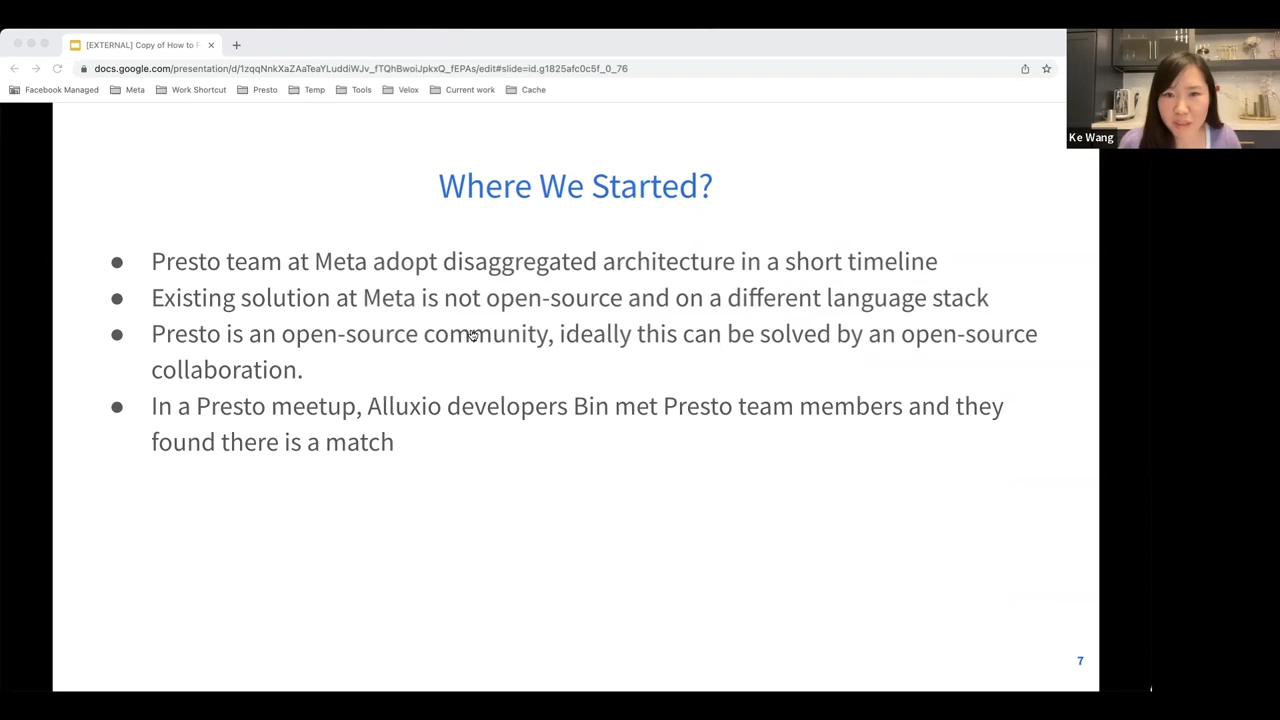 [EXTERNAL] Copy of How to F
docs.google.com/presentation/d/1zqqNnkXaZAaTeaYLuddiWJv_fTQhBwoiJpkxQ_fEPAs/edit#slide=id.g1825afc0c5f_0_76
Facebook Managed Meta Work Shortcut Presto Temp Tools Velox Current work Cache
Ke Wang
Where We Started?
● Presto team at Meta adopt disaggregated architecture in a short timeline
● Existing solution at Meta is not open-source and on a different language stack
● Presto is an open-source community, ideally this can be solved by an open-source
collaboration.
● In a Presto meetup, Alluxio developers Bin met Presto team members and they
found there is a match
7